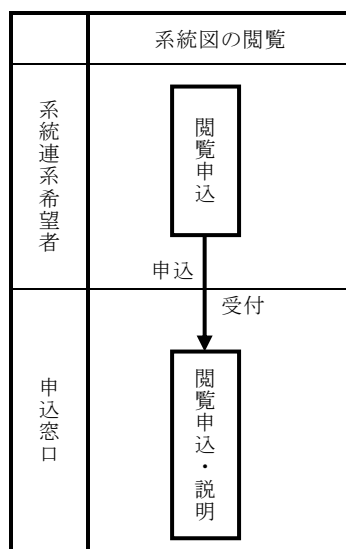 系統図の閲覧
系統連系希望者
閲覧申込
申込
受付
申込窓口
閲覧申込・説明